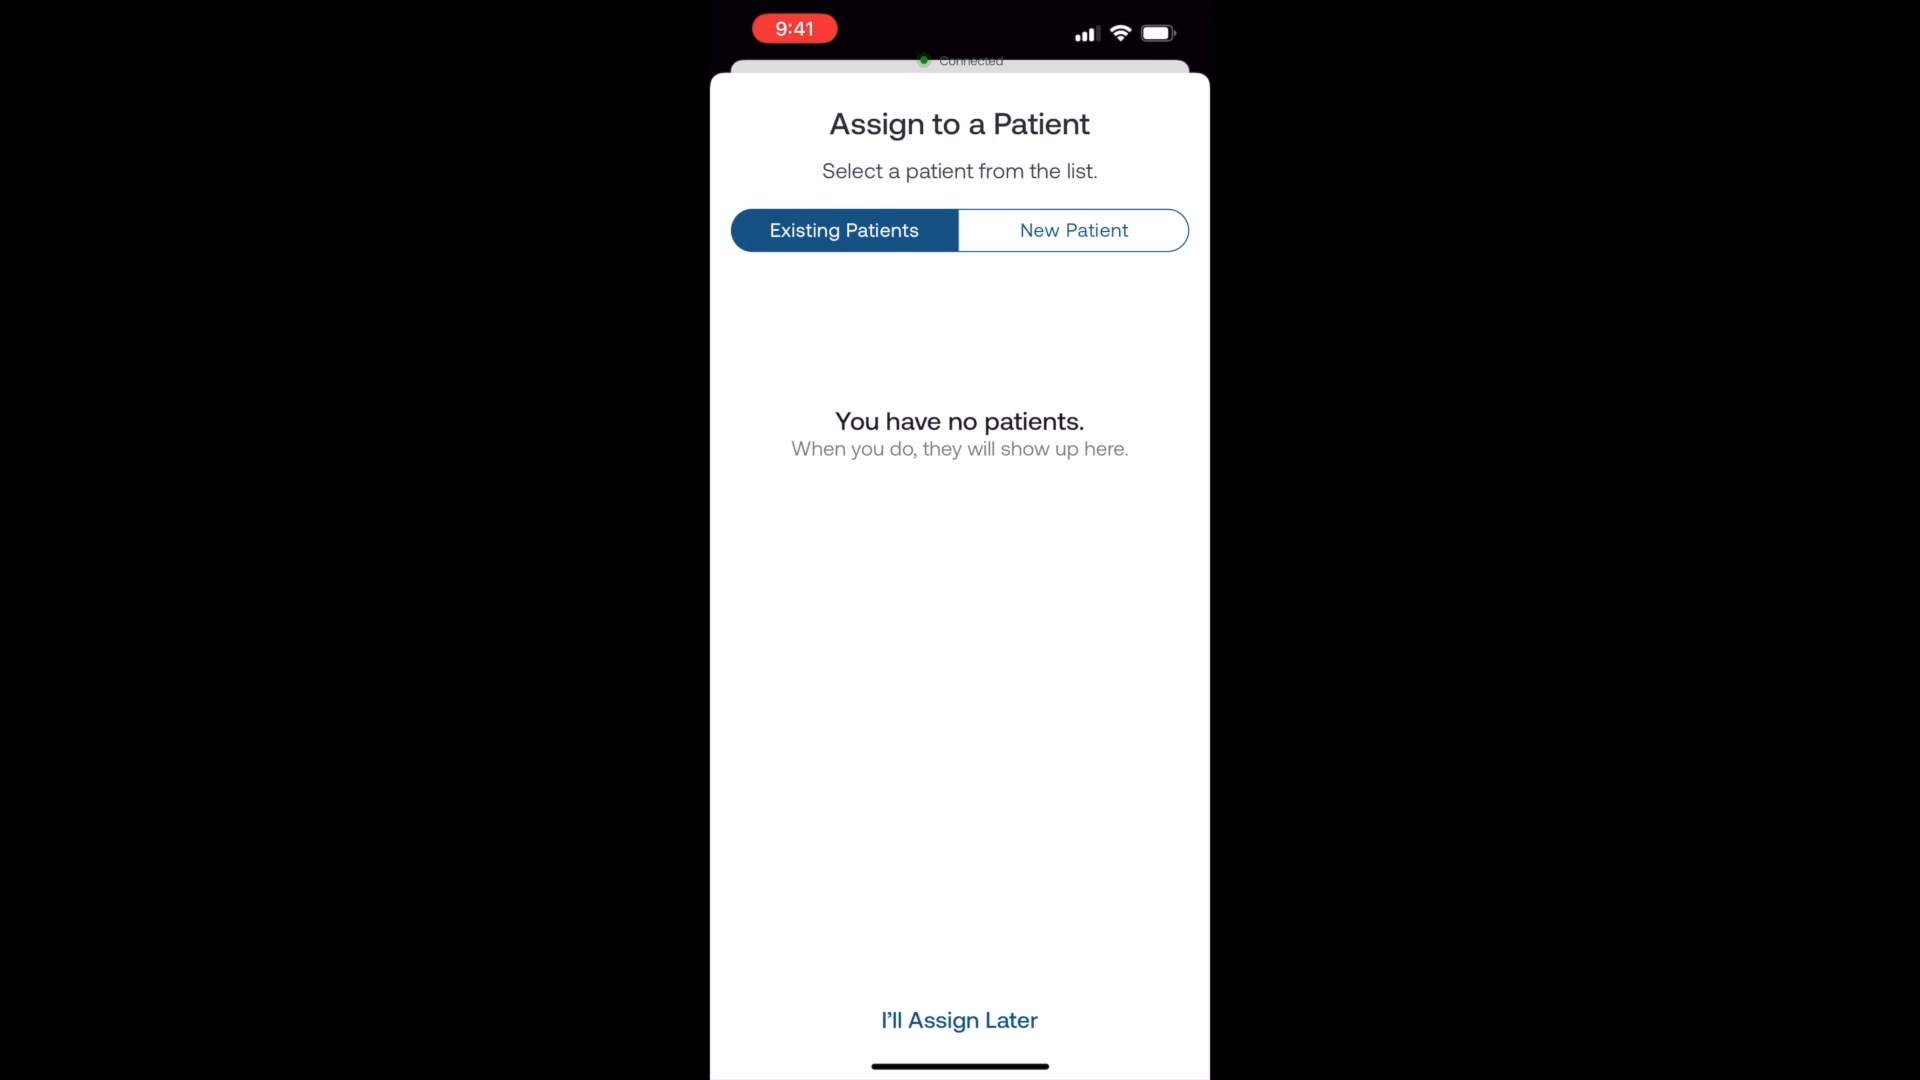 9:41
Connected
Assign to a Patient
Select a patient from the list.
Existing Patients
New Patient
You have no patients.
When you do, they will show up here.
I’ll Assign Later